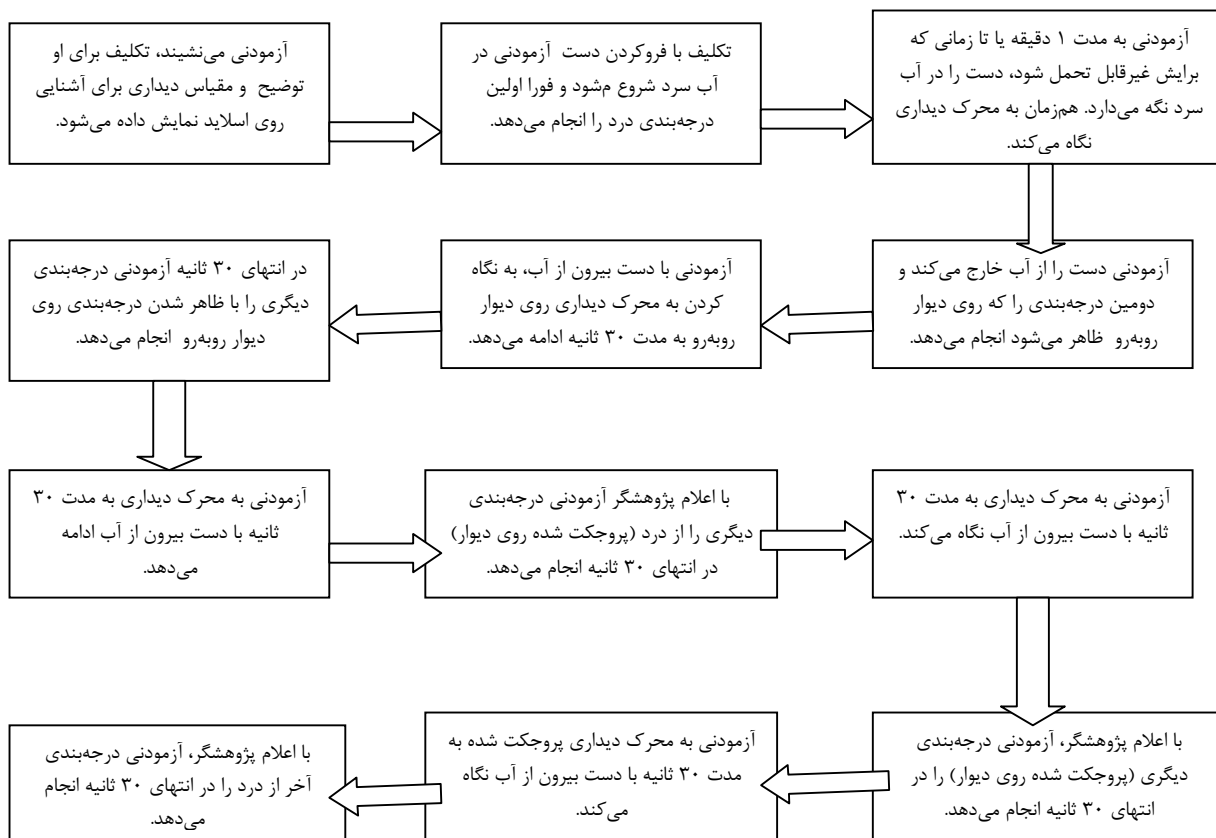 آزمودنی می‌نشیند، تکلیف برای او
توضیح و مقیاس دیداری برای آشنایی
روی اسلاید نمایش داده می‌شود.
تکلیف با فروکردن دست آزمودنی در
آب سرد شروع م‌شود و فورا اولین
درجه‌بندی درد را انجام می‌دهد.
آزمودنی به مدت ۱ دقیقه یا تا زمانی که
برایش غیرقابل تحمل شود، دست را در آب
سرد نگه می‌دارد. هم‌زمان به محرک دیداری
نگاه می‌کند.
آزمودنی دست را از آب خارج می‌کند و
دومین درجه‌بندی را که روی دیوار
روبه‌رو ظاهر می‌شود انجام می‌دهد.
آزمودنی با دست بیرون از آب، به نگاه
کردن به محرک دیداری روی دیوار
روبه‌رو به مدت ۳۰ ثانیه ادامه می‌دهد.
در انتهای ۳۰ ثانیه آزمودنی درجه‌بندی
دیگری را با ظاهر شدن درجه‌بندی روی
دیوار روبه‌رو انجام می‌دهد.
آزمودنی به محرک دیداری به مدت ۳۰
ثانیه با دست بیرون از آب ادامه
می‌دهد.
با اعلام پژوهشگر آزمودنی درجه‌بندی
دیگری را از درد (پروجکت شده روی دیوار)
در انتهای ۳۰ ثانیه انجام می‌دهد.
آزمودنی به محرک دیداری به مدت ۳۰
ثانیه با دست بیرون از آب نگاه می‌کند.
با اعلام پژوهشگر، آزمودنی درجه‌بندی
دیگری (پروجکت شده روی دیوار) را در
انتهای ۳۰ ثانیه انجام می‌دهد.
آزمودنی به محرک دیداری پروجکت شده به
مدت ۳۰ ثانیه با دست بیرون از آب نگاه
می‌کند.
با اعلام پژوهشگر، آزمودنی درجه‌بندی
آخر از درد را در انتهای ۳۰ ثانیه انجام
می‌دهد.